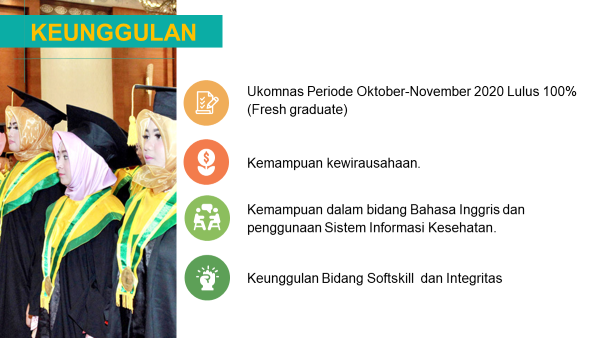 KEUNGGULAN
Ukomnas Periode Oktober-November 2020 Lulus 100%
(Fresh graduate)
Kemampuan kewirausahaan.
Kemampuan dalam bidang Bahasa Inggris dan
penggunaan Sistem Informasi Kesehatan.
Keunggulan Bidang Softskill  dan Integritas